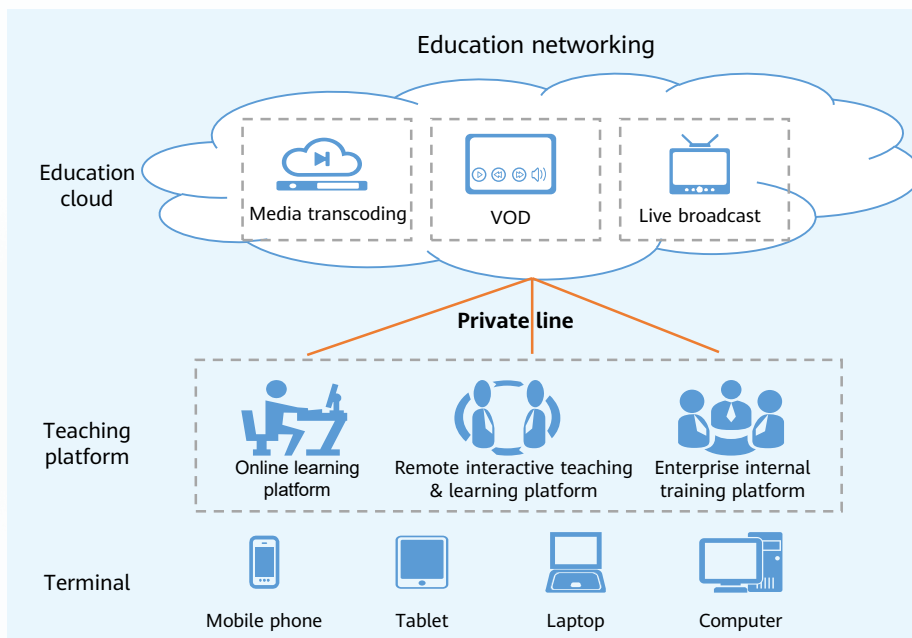 Education networking
Education
cloud
Media transcoding
VOD
Live broadcast
Private line
Teaching
platform
Online learning
platform
Remote interactive teaching
& learning platform
Enterprise internal
training platform
Terminal
Mobile phone
Tablet
Laptop
Computer